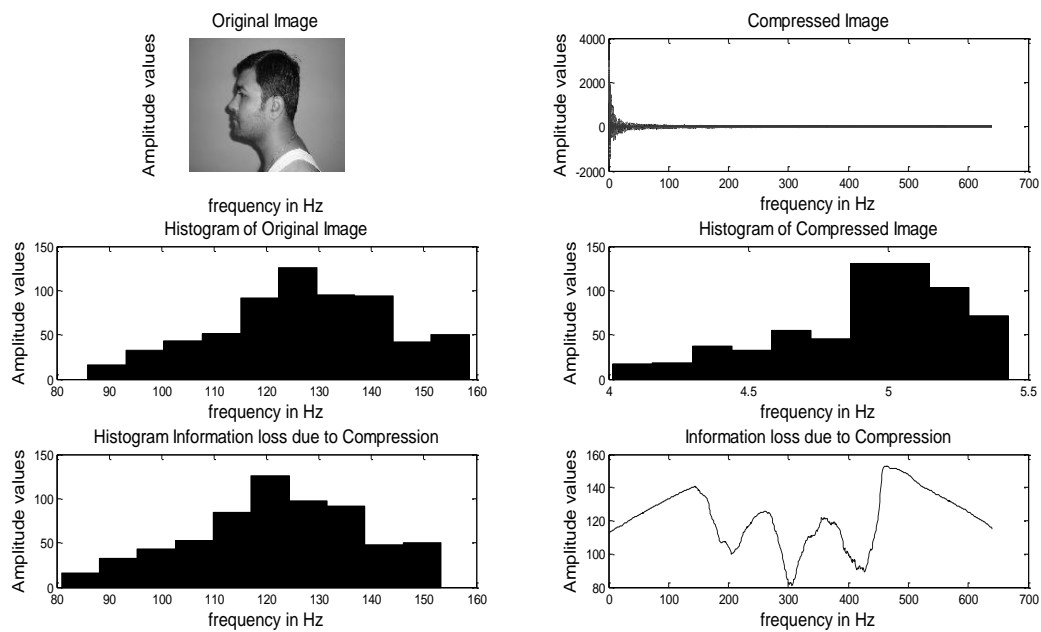 Original Image
Amplitude values
frequency in Hz
Compressed Image
4000
2000
0
-2000
Amplitude values
0 100 200 300 400 500 600 700
frequency in Hz
Histogram of Original Image
150
100
50
0
Amplitude values
80 90 100 110 120 130 140 150 160
frequency in Hz
Histogram of Compressed Image
150
100
50
0
Amplitude values
4 4.5 5 5.5
frequency in Hz
Histogram Information loss due to Compression
150
100
50
0
Amplitude values
80 90 100 110 120 130 140 150 160
frequency in Hz
Information loss due to Compression
160
140
120
100
80
Amplitude values
0 100 200 300 400 500 600 700
frequency in Hz